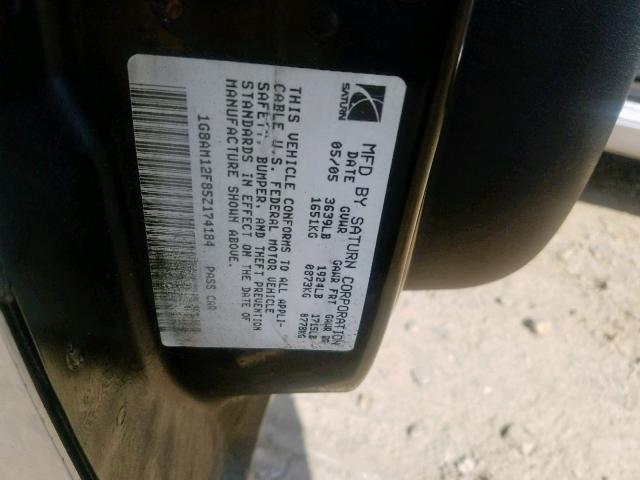 SATURN
MFD BY SATURN CORPORATION
DATE GVWR GAWR FRT GAWR RR
05/05 3639LB 1924LB 1715LB
1651KG 0873KG 0778KG
THIS VEHICLE CONFORMS TO ALL APPLI-
CABLE U.S. FEDERAL MOTOR VEHICLE
SAFETY, BUMPER, AND THEFT PREVENTION
STANDARDS IN EFFECT ON THE DATE OF
MANUFACTURE SHOWN ABOVE.
1G8AM12F85Z174184 PASS CAR